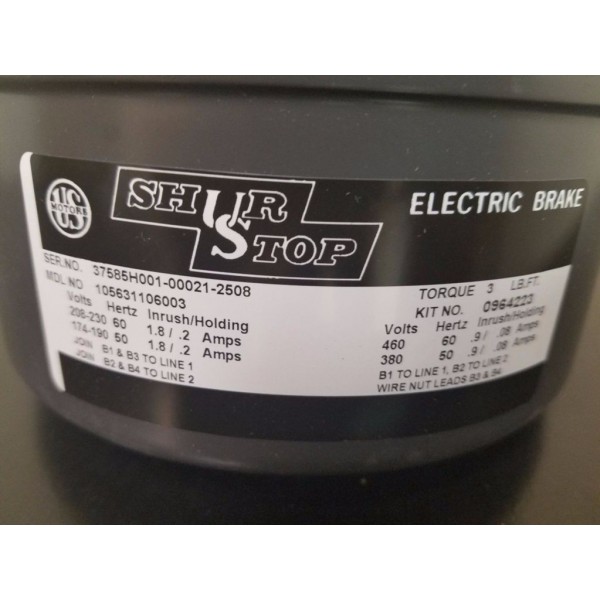 US
MOTORS
SHUR
STOP
ELECTRIC BRAKE
SER.NO. 37585H001-00021-2508
MDL.NO 105631106003
Volts Hertz Inrush/Holding
208-230 60 1.8 / .2 Amps
174-190 50 1.8 / .2 Amps
JOIN B1 & B3 TO LINE 1
JOIN B2 & B4 TO LINE 2
TORQUE 3 LB.FT.
KIT NO. 0964223
Volts Hertz Inrush/Holding
460 60 .9 / .08 Amps
380 50 .9 / .08 Amps
B1 TO LINE 1, B2 TO LINE 2
WIRE NUT LEADS B3 & B4